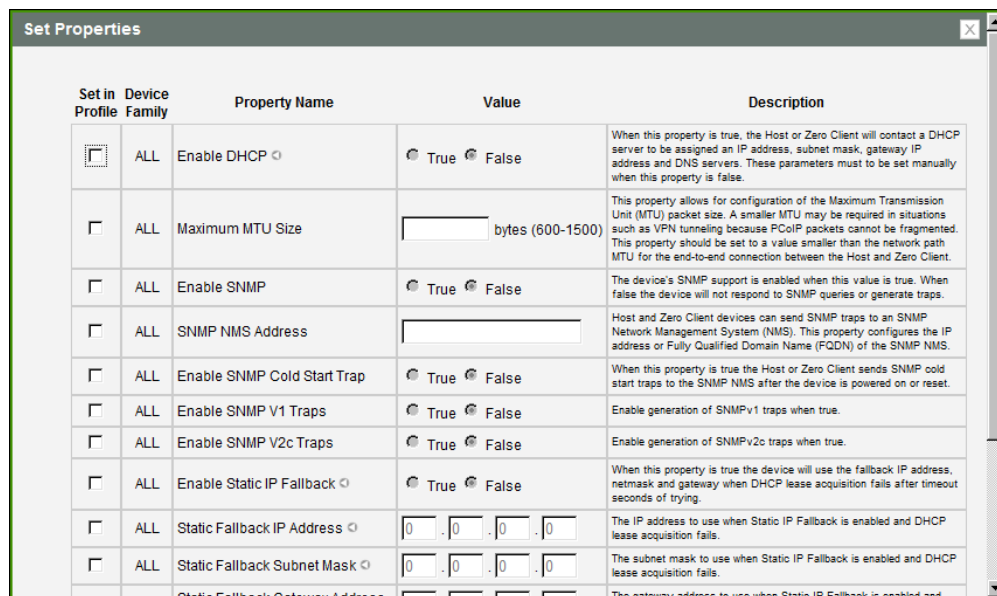 Set Properties
X
Set in Profile
Device Family
Property Name
Value
Description
ALL
Enable DHCP
True False
When this property is true, the Host or Zero Client will contact a DHCP
server to be assigned an IP address, subnet mask, gateway IP
address and DNS servers. These parameters must to be set manually
when this property is false.
ALL
Maximum MTU Size
bytes (600-1500)
This property allows for configuration of the Maximum Transmission
Unit (MTU) packet size. A smaller MTU may be required in situations
such as VPN tunneling because PCoIP packets cannot be fragmented.
This property should be set to a value smaller than the network path
MTU for the end-to-end connection between the Host and Zero Client.
ALL
Enable SNMP
True False
The device's SNMP support is enabled when this value is true. When
false the device will not respond to SNMP queries or generate traps.
ALL
SNMP NMS Address
Host and Zero Client devices can send SNMP traps to an SNMP
Network Management System (NMS). This property configures the IP
address or Fully Qualified Domain Name (FQDN) of the SNMP NMS.
ALL
Enable SNMP Cold Start Trap
True False
When this property is true the Host or Zero Client sends SNMP cold
start traps to the SNMP NMS after the device is powered on or reset.
ALL
Enable SNMP V1 Traps
True False
Enable generation of SNMPv1 traps when true.
ALL
Enable SNMP V2c Traps
True False
Enable generation of SNMPv2c traps when true.
ALL
Enable Static IP Fallback
True False
When this property is true the device will use the fallback IP address,
netmask and gateway when DHCP lease acquisition fails after timeout
seconds of trying.
ALL
Static Fallback IP Address
0 . 0 . 0 . 0
The IP address to use when Static IP Fallback is enabled and DHCP
lease acquisition fails.
ALL
Static Fallback Subnet Mask
0 . 0 . 0 . 0
The subnet mask to use when Static IP Fallback is enabled and DHCP
lease acquisition fails.
Static Fallback Gateway Address
The gateway address to use when Static IP Fallback is enabled and